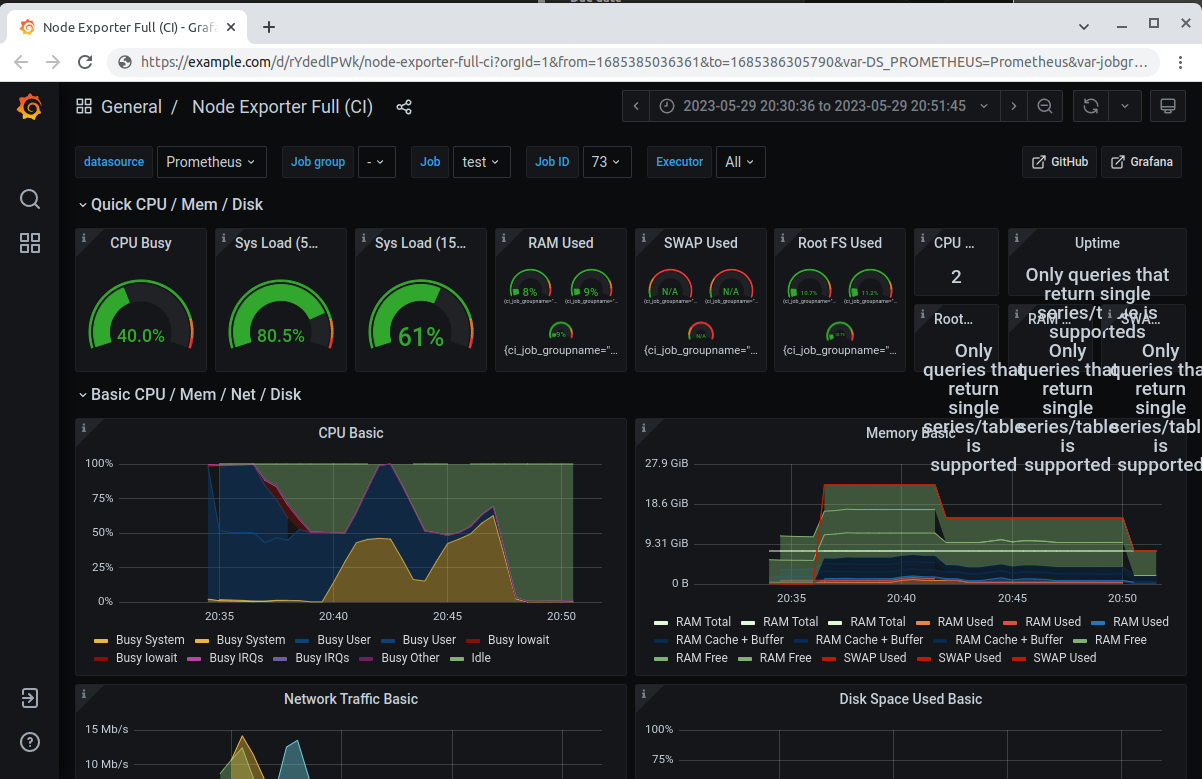 Node Exporter Full (CI) - Grafa
https://example.com/d/rYdedlPWk/node-exporter-full-ci?orgId=1&from=1685385036361&to=1685386305790&var-DS_PROMETHEUS=Prometheus&var-jobgr…
General / Node Exporter Full (CI)
2023-05-29 20:30:36 to 2023-05-29 20:51:45
datasource Prometheus Job group - Job test Job ID 73 Executor All GitHub Grafana
Quick CPU / Mem / Disk
CPU Busy
40.0%
Sys Load (5...
80.5%
Sys Load (15...
61%
RAM Used
8% 9%
{ci_job_groupname="...
SWAP Used
N/A N/A
N/A
{ci_job_groupname="...
Root FS Used
10.7% 11.2%
{ci_job_groupname="...
CPU ...
2
Uptime
Only queries that
return single
series/t
is
supporteds
Root...
Only
queries that
return
single
series/table
is
supported
RAM ...
Only
queries that
return
single
series/table
is
supported
SWA...
Only
queries that
return
single
series/tabl
is
supported
Basic CPU / Mem / Net / Disk
CPU Basic
100%
75%
50%
25%
0%
20:35 20:40 20:45 20:50
Busy System Busy System Busy User Busy User Busy Iowait
Busy Iowait Busy IRQs Busy IRQs Busy Other Idle
Memory Basic
27.9 GiB
18.6 GiB
9.31 GiB
0 B
20:35 20:40 20:45 20:50
RAM Total RAM Total RAM Total RAM Used RAM Used RAM Used
RAM Cache + Buffer RAM Cache + Buffer RAM Cache + Buffer RAM Free
RAM Free RAM Free SWAP Used SWAP Used SWAP Used
Network Traffic Basic
15 Mb/s
10 Mb/s
Disk Space Used Basic
100%
75%